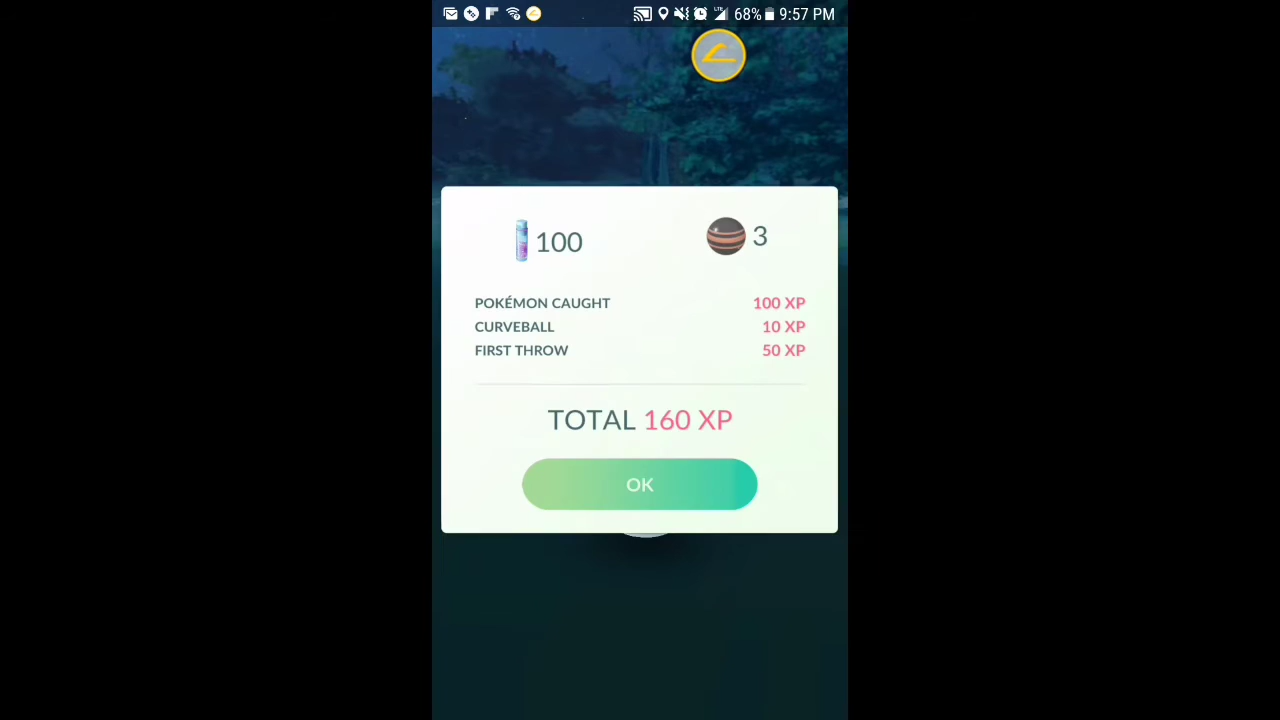 LTE 68% 9:57 PM
100 3
POKÉMON CAUGHT 100 XP
CURVEBALL 10 XP
FIRST THROW 50 XP
TOTAL 160 XP
OK